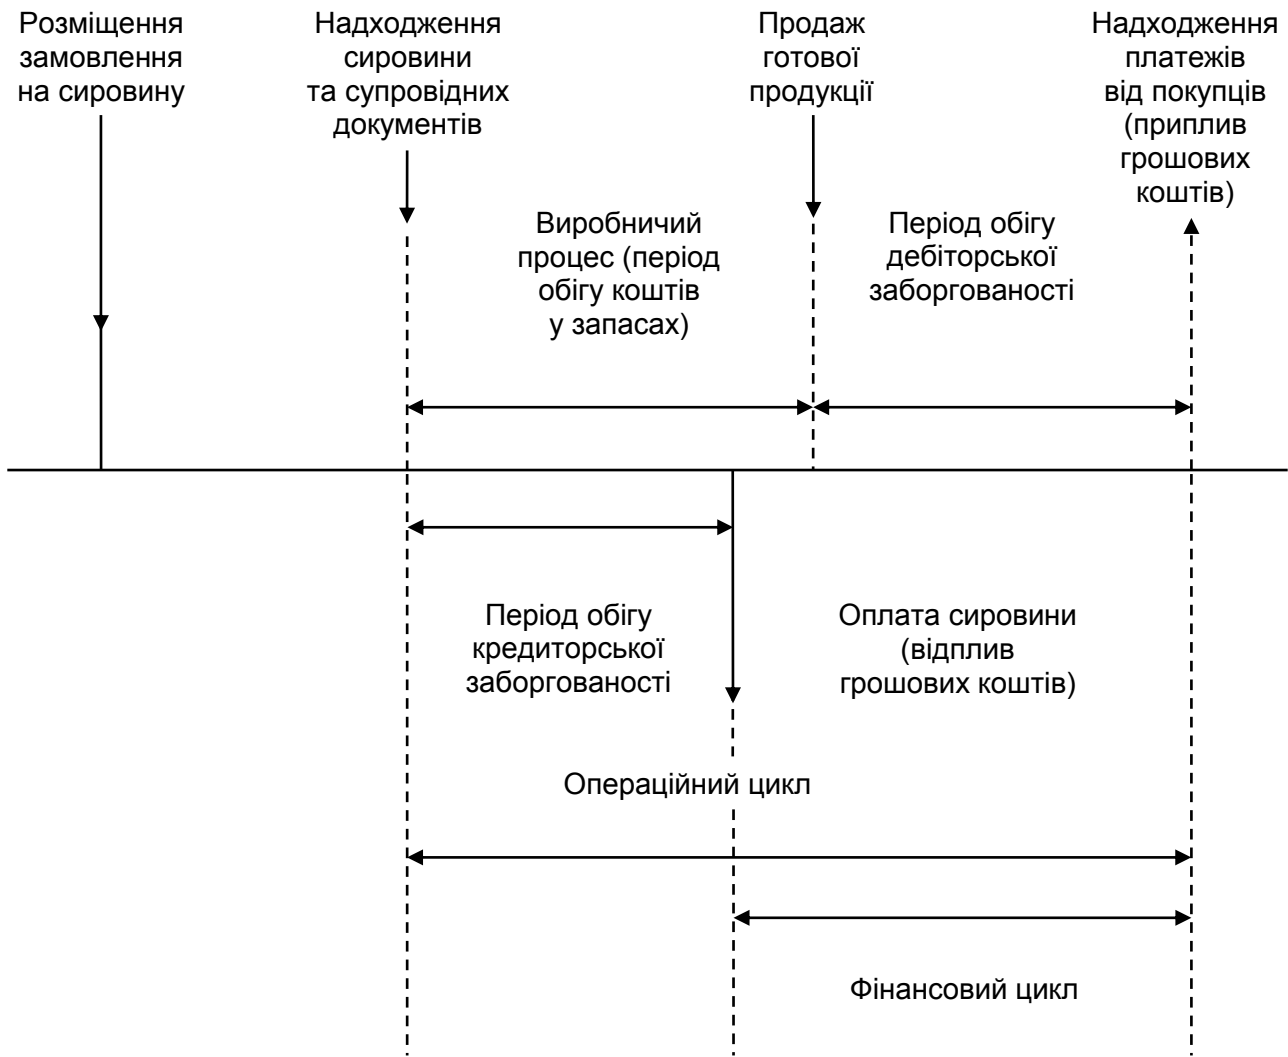 Розміщення
замовлення
на сировину
Надходження
сировини
та супровідних
документів
Продаж
готової
продукції
Надходження
платежів
від покупців
(приплив
грошових
коштів)
Виробничий
процес (період
обігу коштів
у запасах)
Період обігу
дебіторської
заборгованості
Період обігу
кредиторської
заборгованості
Оплата сировини
(відплив
грошових коштів)
Операційний цикл
Фінансовий цикл